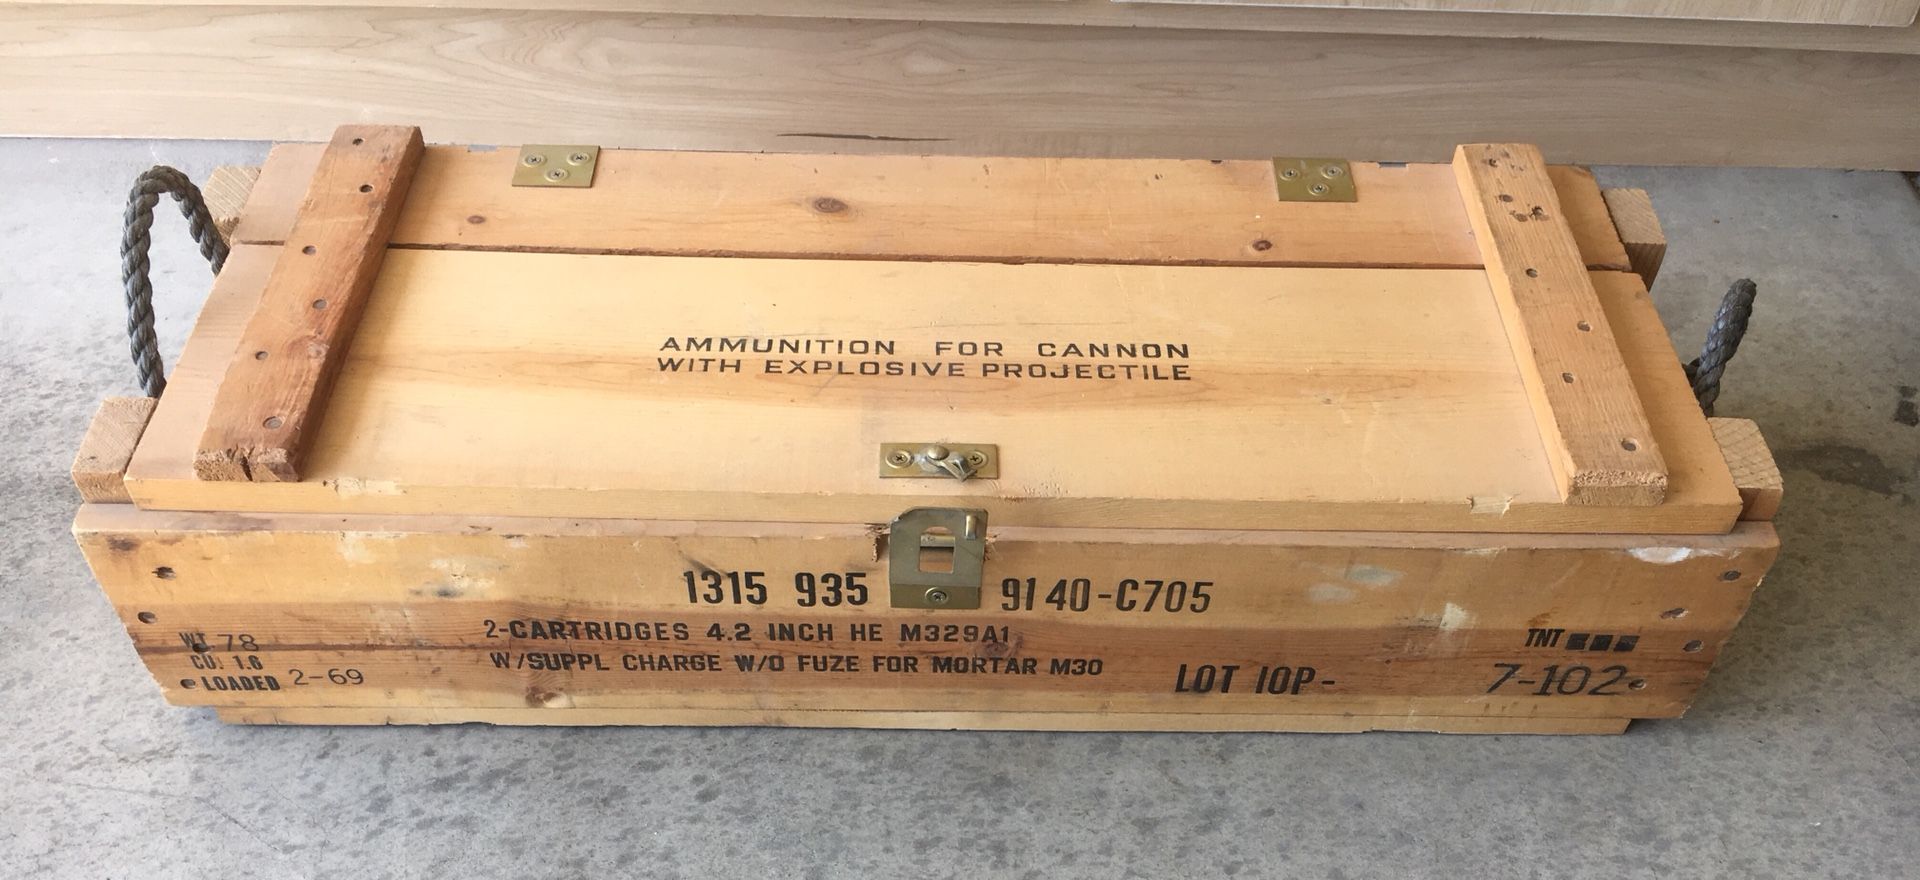 AMMUNITION FOR CANNON
WITH EXPLOSIVE PROJECTILE
1315 935 9140-C705
2-CARTRIDGES 4.2 INCH HE M329A1
W/SUPPL CHARGE W/O FUZE FOR MORTAR M30
WT. 78
CU. 1.6
LOADED 2-69
TNT
LOT IOP- 7-102